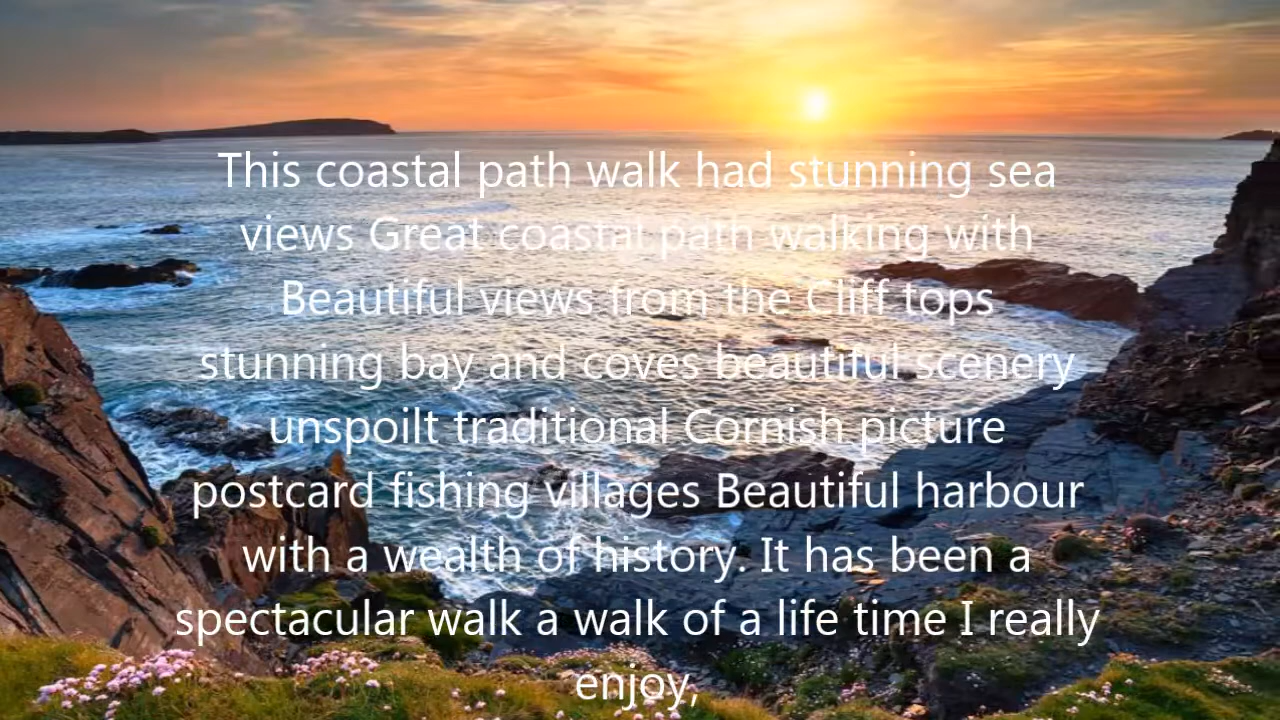 This coastal path walk had stunning sea
views Great coastal path walking with
Beautiful views from the Cliff tops
stunning bay and coves beautiful scenery
unspoilt traditional Cornish picture
postcard fishing villages Beautiful harbour
with a wealth of history. It has been a
spectacular walk a walk of a life time I really
enjoy,